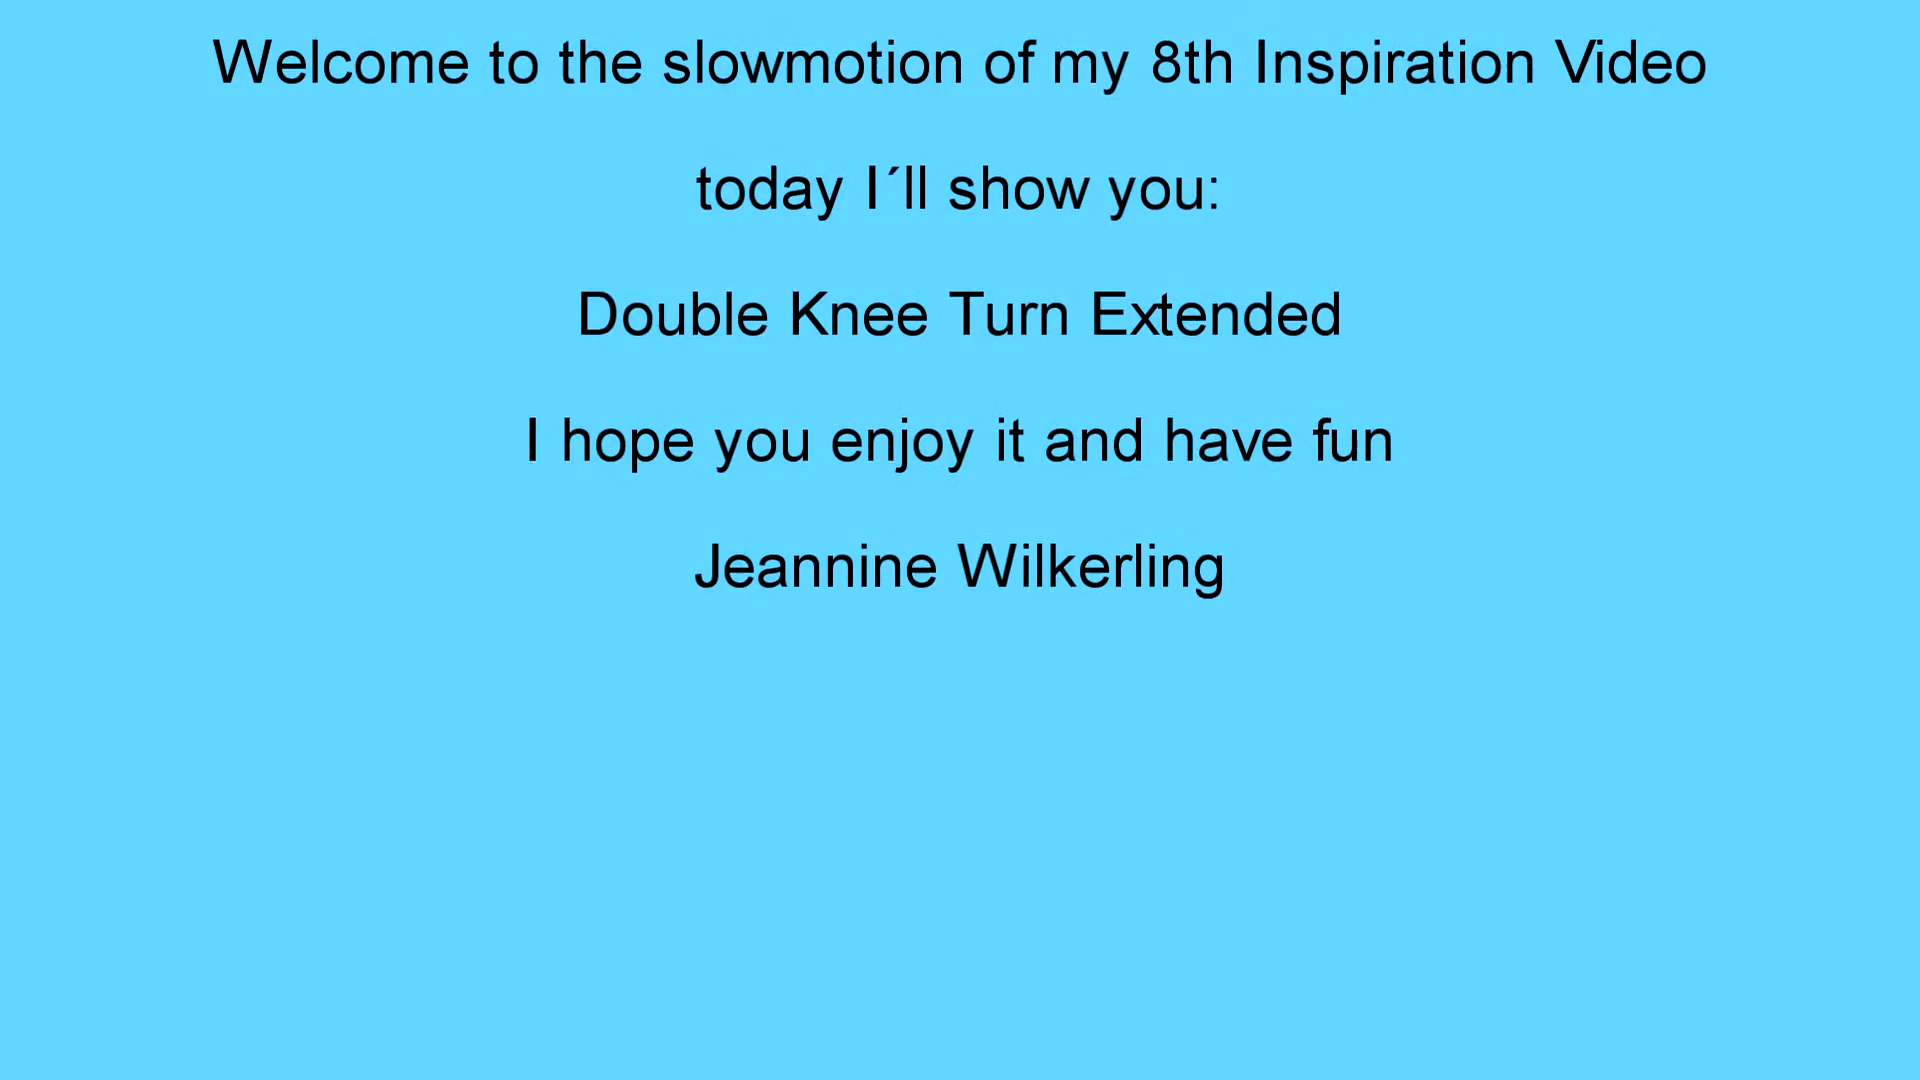 Welcome to the slowmotion of my 8th Inspiration Video
today I´ll show you:
Double Knee Turn Extended
I hope you enjoy it and have fun
Jeannine Wilkerling